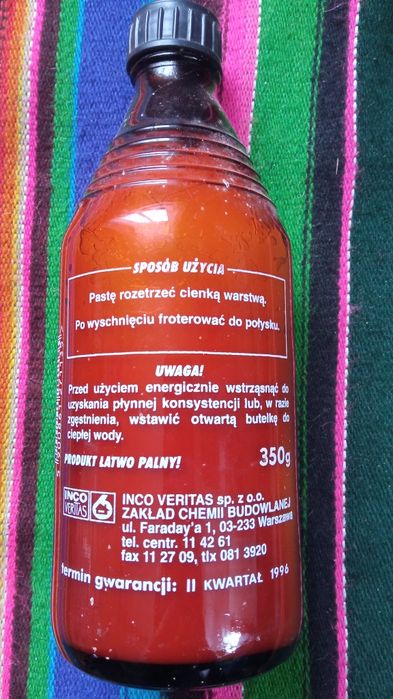 SPOSÓB UŻYCIA
Pastę rozetrzeć cienką warstwą.
Po wyschnięciu froterować do połysku.
UWAGA!
Przed użyciem energicznie wstrząsnąć do
uzyskania płynnej konsystencji lub, w razie
zgęstnienia, wstawić otwartą butelkę do
ciepłej wody.
PRODUKT ŁATWO PALNY!
350g
INCO
VERITAS
INCO VERITAS sp. z o.o.
ZAKŁAD CHEMII BUDOWLANEJ
ul. Faraday'a 1, 03-233 Warszawa
tel. centr. 11 42 61
fax 11 27 09, tlx 081 3920
termin gwarancji: II KWARTAŁ 1996